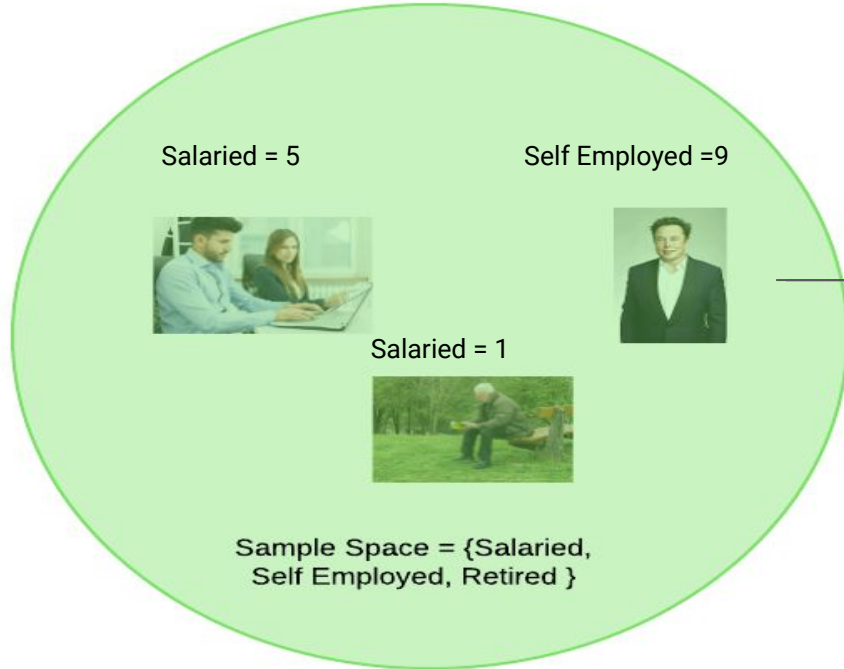 Salaried = 5
Self Employed =9
Salaried = 1
Sample Space = {Salaried,
Self Employed, Retired }